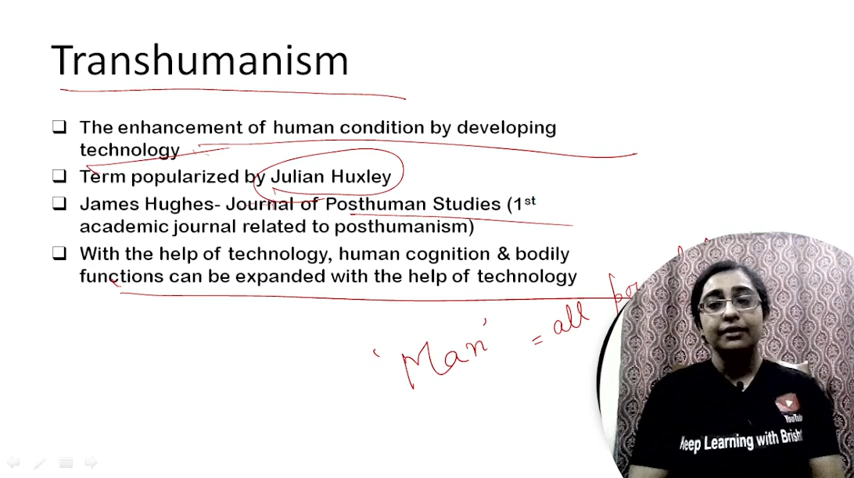 Transhumanism
❑ The enhancement of human condition by developing
technology
❑ Term popularized by Julian Huxley
❑ James Hughes- Journal of Posthuman Studies (1st
academic journal related to posthumanism)
❑ With the help of technology, human cognition & bodily
functions can be expanded with the help of technology
'Man' = all
YouTube
Keep Learning with